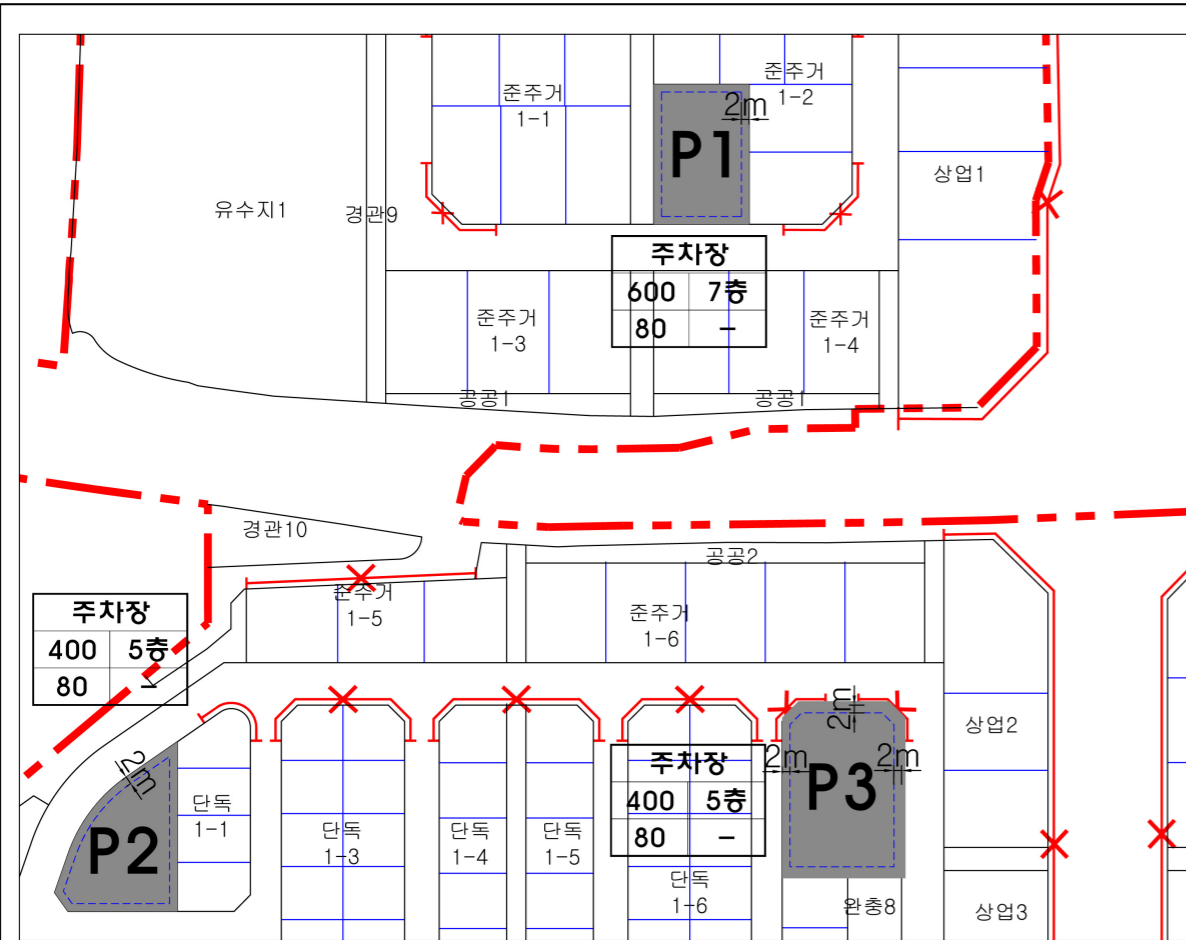 준주거
1-1
준주거
1-2
2m
P1
상업1
유수지1
경관9
주차장
600 7층
80 -
준주거
1-3
준주거
1-4
공공1
공공1
경관10
공공2
준주거
1-5
준주거
1-6
주차장
400 5층
80 -
2m
P2
단독
1-1
단독
1-3
단독
1-4
단독
1-5
주차장
400 5층
80 -
단독
1-6
2m
2m
2m
P3
완충8
상업2
상업3